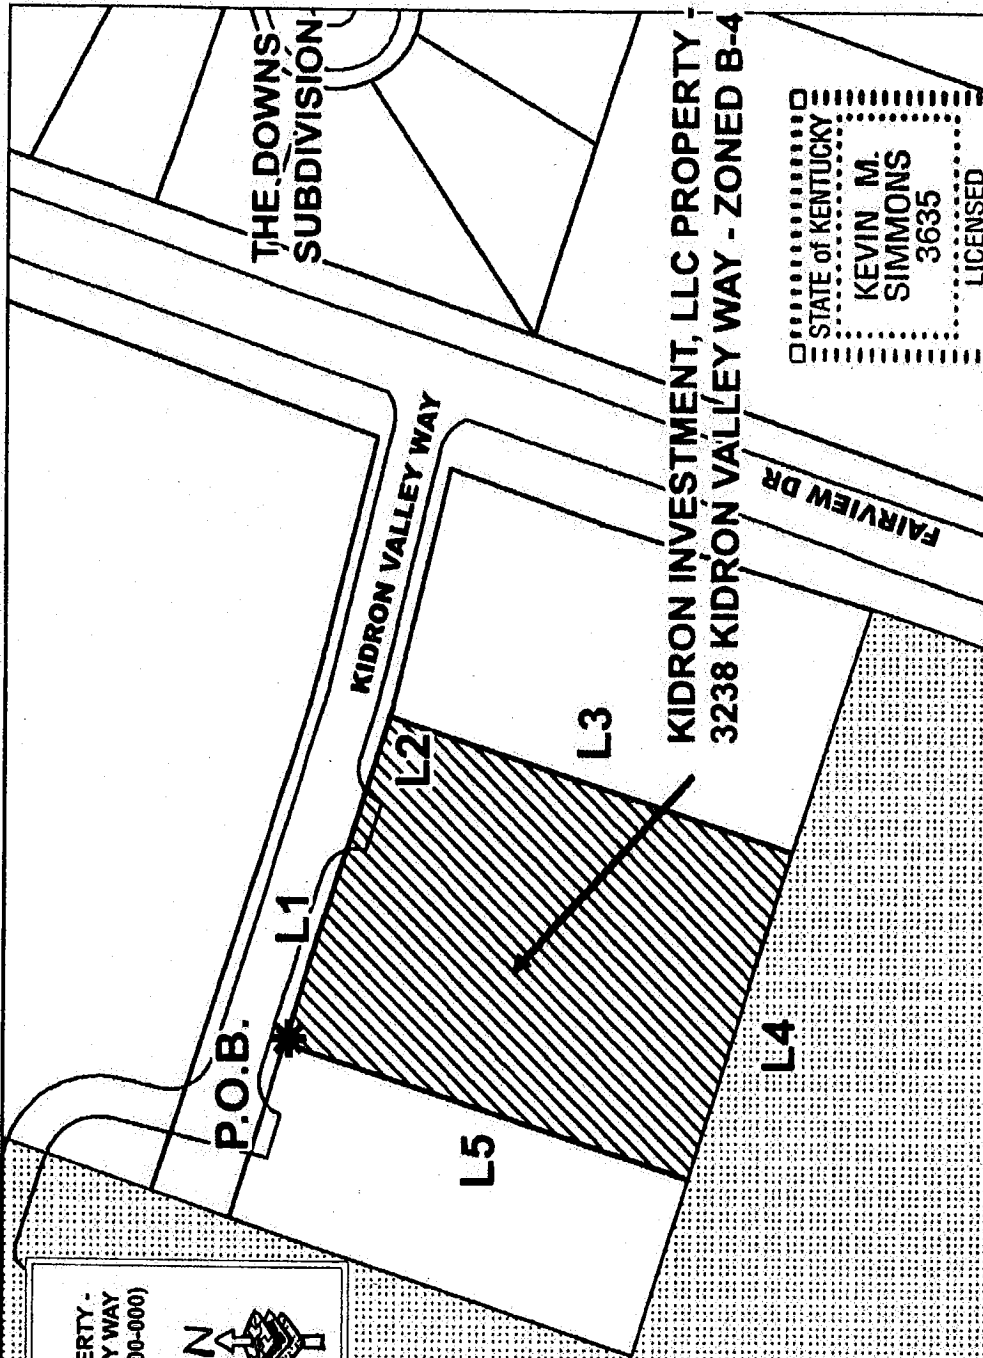 THE DOWNS
SUBDIVISION
KIDRON VALLEY WAY
P.O.B.
L1
L2
L3
L4
L5
KIDRON INVESTMENT, LLC PROPERTY -
3238 KIDRON VALLEY WAY - ZONED B-4
FAIRVIEW DR
STATE of KENTUCKY
KEVIN M.
SIMMONS
3635
LICENSED
ERTY -
Y WAY
00-000)
N